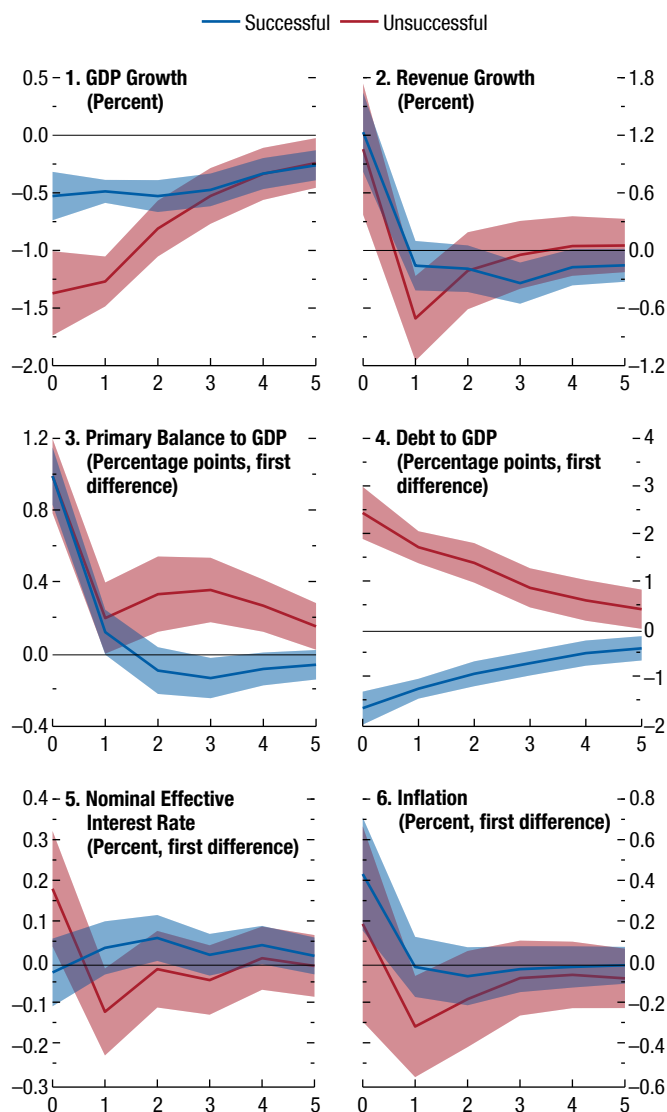 Successful Unsuccessful
1. GDP Growth
(Percent)
0.5
0.0
–0.5
–1.0
–1.5
–2.0
0 1 2 3 4 5
2. Revenue Growth
(Percent)
1.8
1.2
0.6
0.0
–0.6
–1.2
0 1 2 3 4 5
3. Primary Balance to GDP
(Percentage points, first
difference)
1.2
0.8
0.4
0.0
–0.4
0 1 2 3 4 5
4. Debt to GDP
(Percentage points, first
difference)
4
3
2
1
0
–1
–2
0 1 2 3 4 5
5. Nominal Effective
Interest Rate
(Percent, first difference)
0.4
0.3
0.2
0.1
0.0
–0.1
–0.2
–0.3
0 1 2 3 4 5
6. Inflation
(Percent, first difference)
0.8
0.6
0.4
0.2
0.0
–0.2
–0.4
–0.6
0 1 2 3 4 5